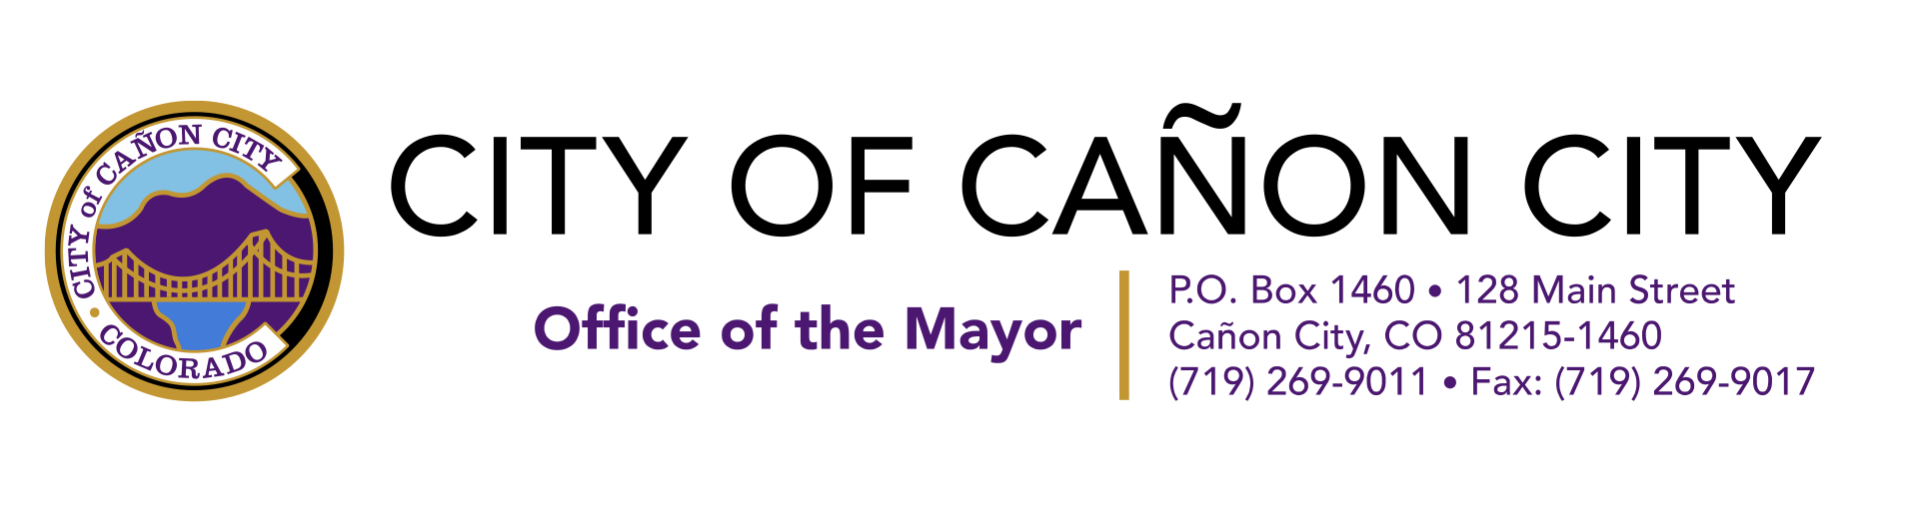 CITY of CAÑON CITY
• COLORADO
CITY OF CAÑON CITY
Office of the Mayor
P.O. Box 1460 • 128 Main Street
Cañon City, CO 81215-1460
(719) 269-9011 • Fax: (719) 269-9017